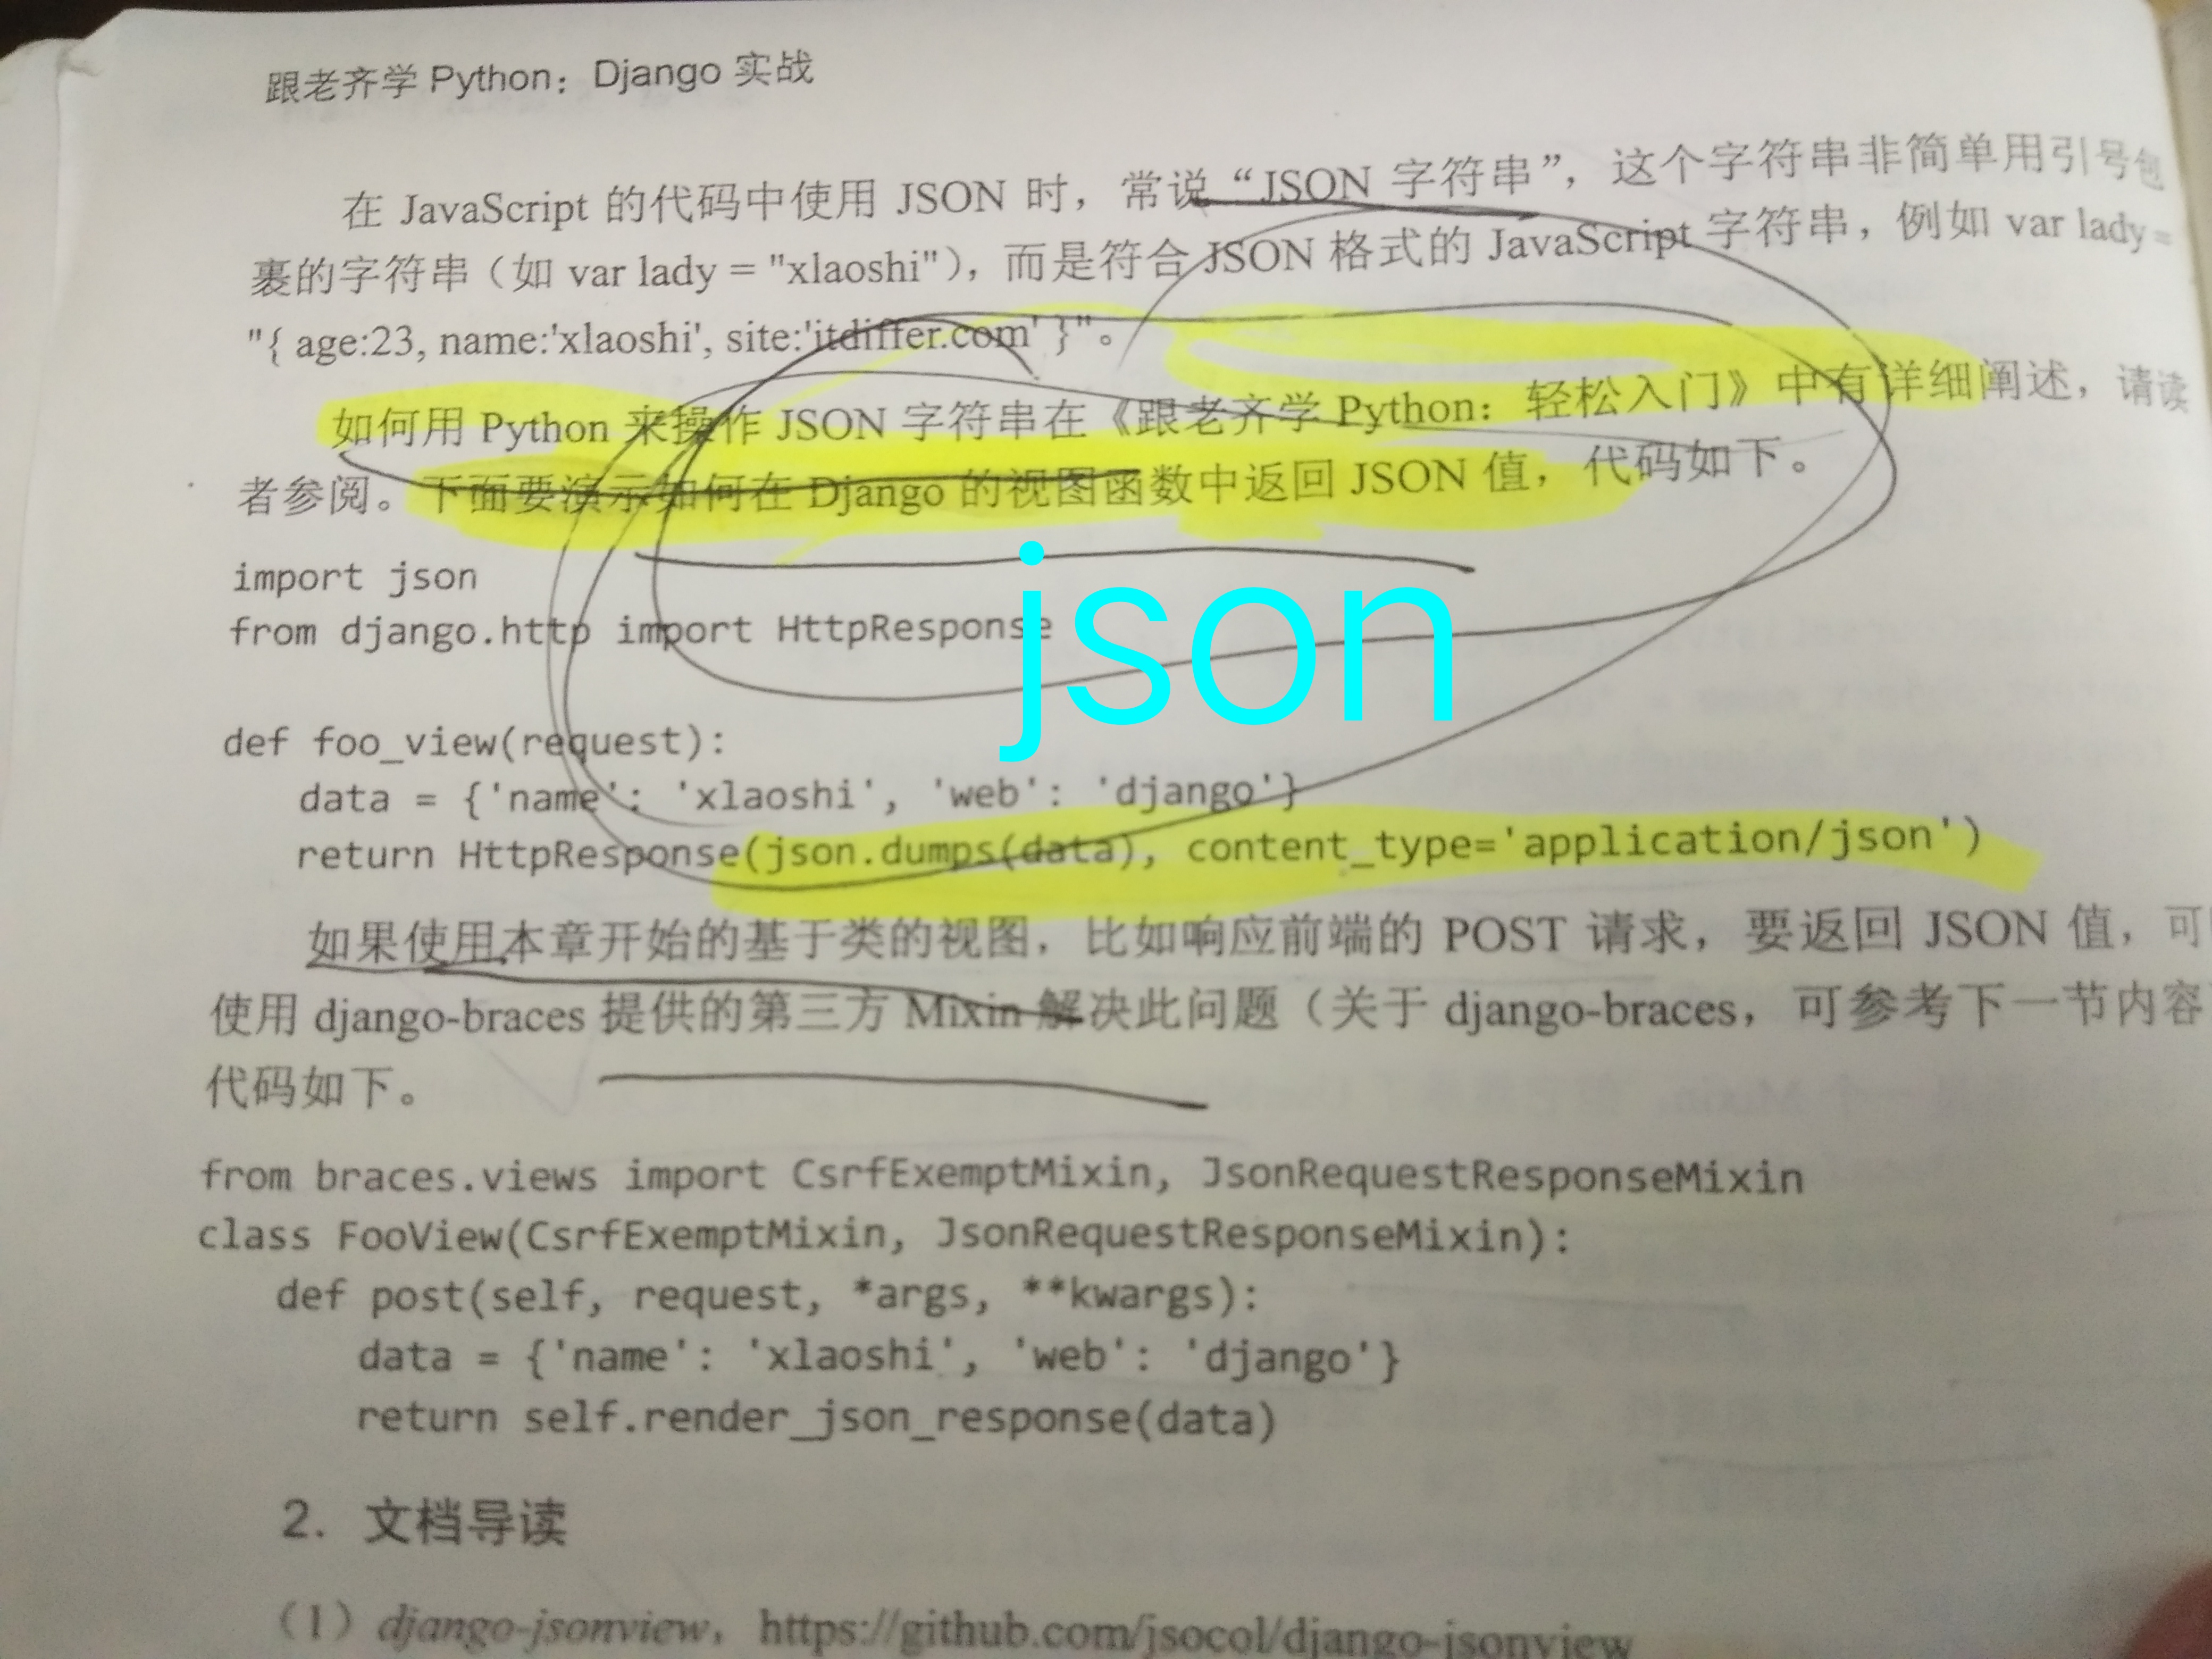 跟老齐学 Python：Django 实战
在 JavaScript 的代码中使用 JSON 时，常说“JSON 字符串”，这个字符串非简单用引号包
裹的字符串（如 var lady = "xlaoshi"），而是符合 JSON 格式的 JavaScript 字符串，例如 var lady =
"{ age:23, name:'xlaoshi', site:'itdiffer.com' }"。
如何用 Python 来操作 JSON 字符串在《跟老齐学 Python：轻松入门》中有详细阐述，请读
者参阅。下面要演示如何在 Django 的视图函数中返回 JSON 值，代码如下。
import json
from django.http import HttpResponse
json
def foo_view(request):
data = {'name': 'xlaoshi', 'web': 'django'}
return HttpResponse(json.dumps(data), content_type='application/json')
如果使用本章开始的基于类的视图，比如响应前端的 POST 请求，要返回 JSON 值，可
使用 django-braces 提供的第三方 Mixin 解决此问题（关于 django-braces，可参考下一节内容
代码如下。
from braces.views import CsrfExemptMixin, JsonRequestResponseMixin
class FooView(CsrfExemptMixin, JsonRequestResponseMixin):
def post(self, request, *args, **kwargs):
data = {'name': 'xlaoshi', 'web': 'django'}
return self.render_json_response(data)
2. 文档导读
（1）django-jsonview，https://github.com/jsocol/django-jsonview